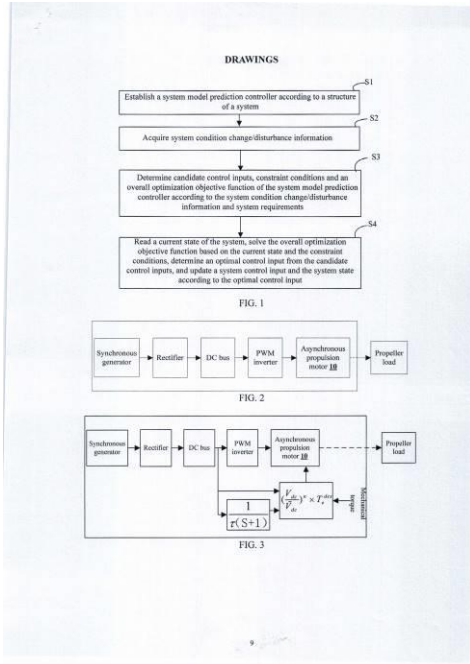 DRAWINGS
S1
Establish a system model prediction controller according to a structure
of a system
S2
Acquire system condition change/disturbance information
S3
Determine candidate control inputs, constraint conditions and an
overall optimization objective function of the system model prediction
controller according to the system condition change/disturbance
information and system requirements
S4
Read a current state of the system, solve the overall optimization
objective function based on the current state and the constraint
conditions, determine an optimal control input from the candidate
control inputs, and update a system control input and the system state
according to the optimal control input
FIG. 1
Synchronous
generator
Rectifier
DC bus
PWM
inverter
Asynchronous
propulsion
motor 10
Propeller
load
FIG. 2
Synchronous
generator
Rectifier
DC bus
PWM
inverter
Asynchronous
propulsion
motor 10
Propeller
load
1
τ(S+1)
Mechanical
torque
FIG. 3
9